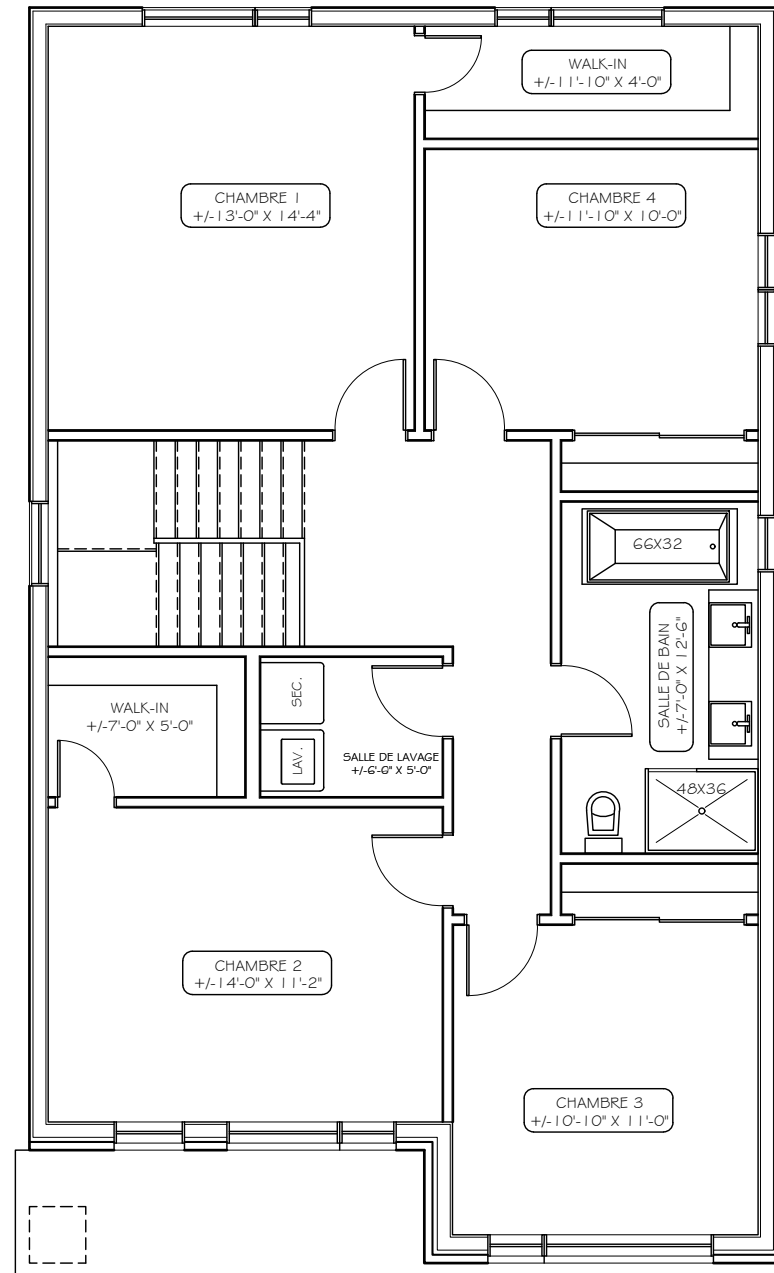 WALK-IN
+/-11'-10" X 4'-0"
CHAMBRE 1
+/-13'-0" X 14'-4"
CHAMBRE 4
+/-11'-10" X 10'-0"
66X32
SALLE DE BAIN
+/-7'-0" X 12'-6"
WALK-IN
+/-7'-0" X 5'-0"
SEC.
LAV.
SALLE DE LAVAGE
+/-6'-6" X 5'-0"
48X36
CHAMBRE 2
+/-14'-0" X 11'-2"
CHAMBRE 3
+/-10'-10" X 11'-0"